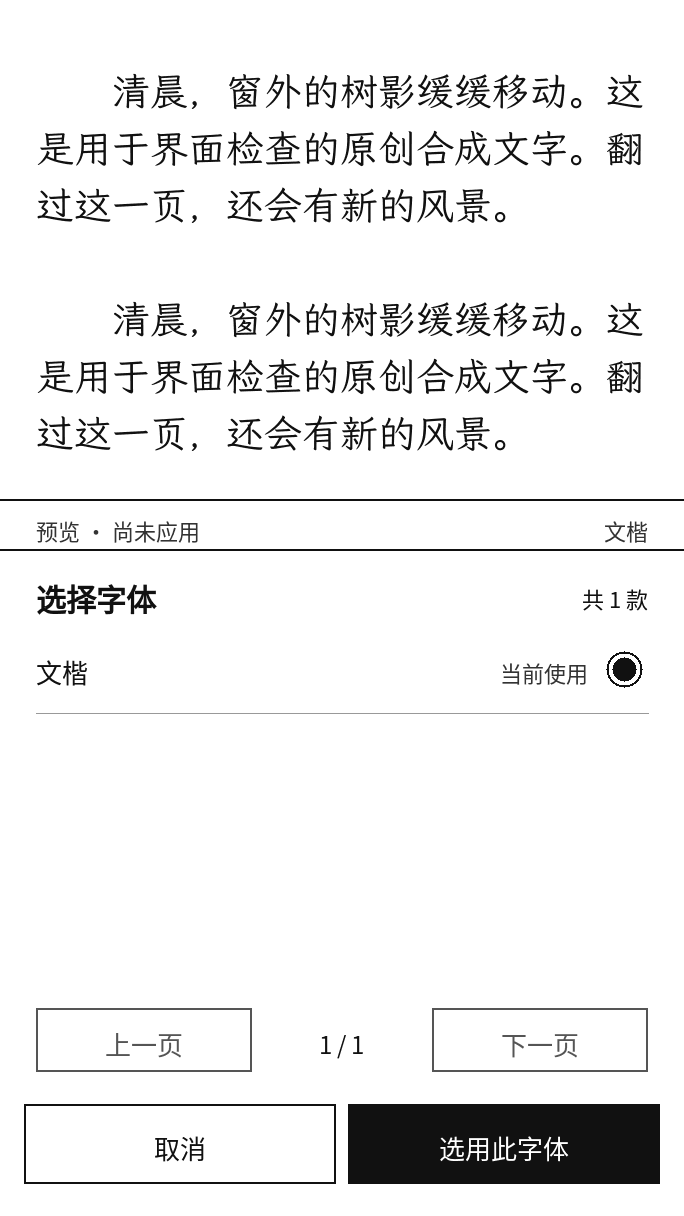 清晨，窗外的树影缓缓移动。这
是用于界面检查的原创合成文字。翻
过这一页，还会有新的风景。
清晨，窗外的树影缓缓移动。这
是用于界面检查的原创合成文字。翻
过这一页，还会有新的风景。
预览 · 尚未应用 文楷
选择字体 共 1 款
文楷 当前使用
上一页 1 / 1 下一页
取消 选用此字体